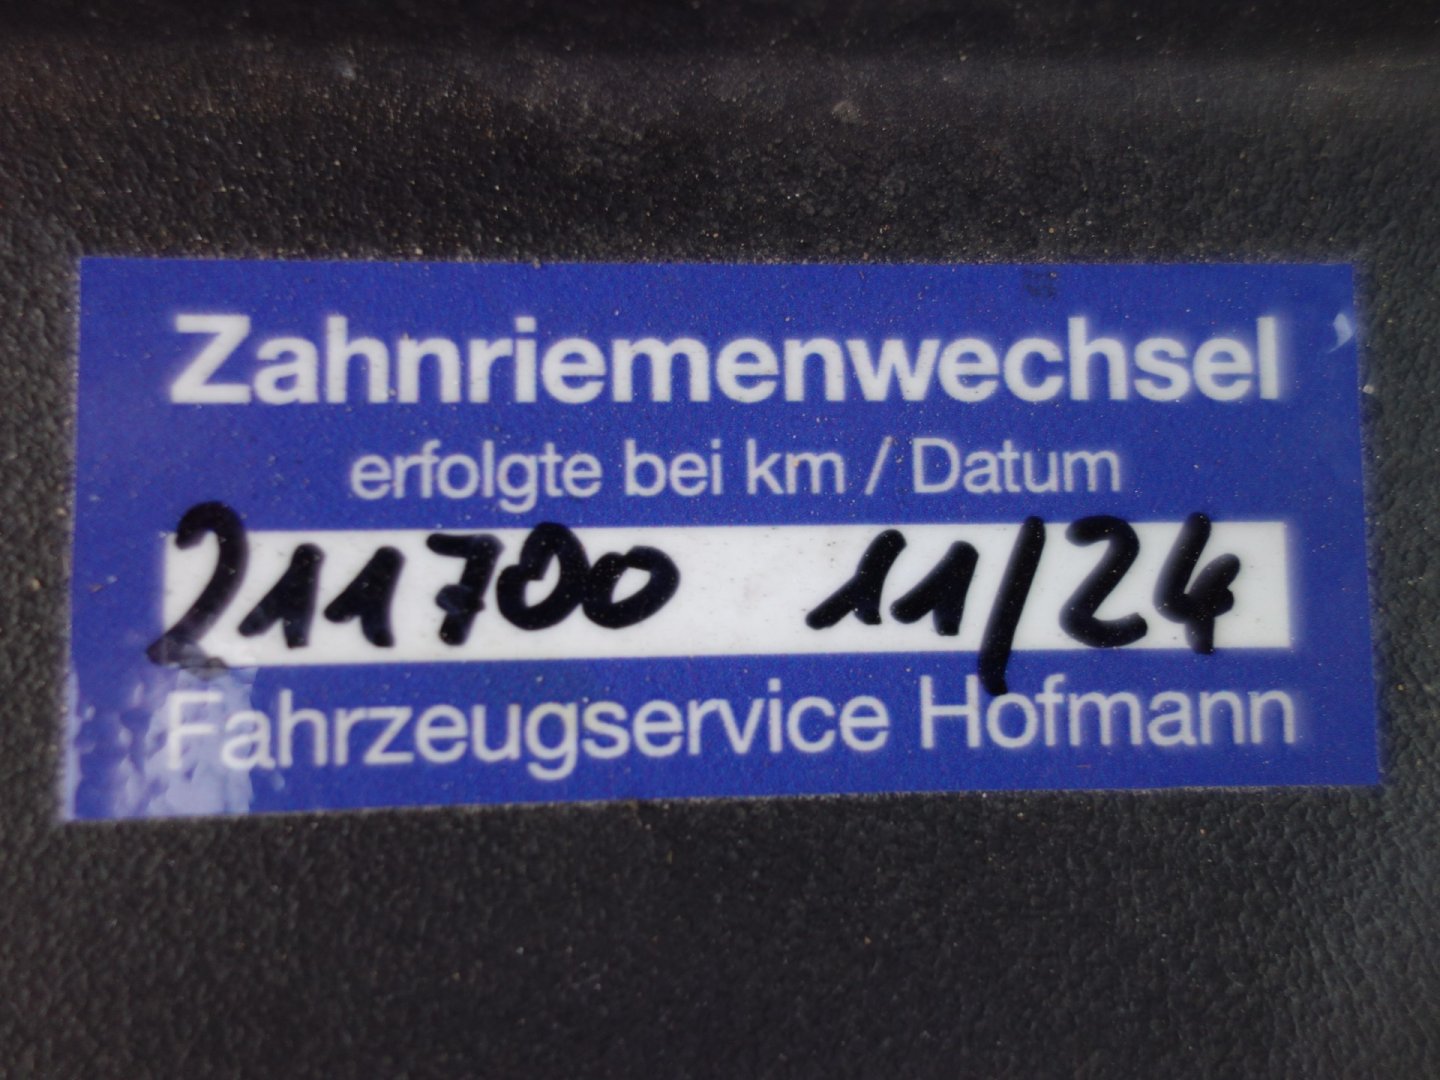 Zahnriemenwechsel
erfolgte bei km / Datum
211700 11/24
Fahrzeugservice Hofmann